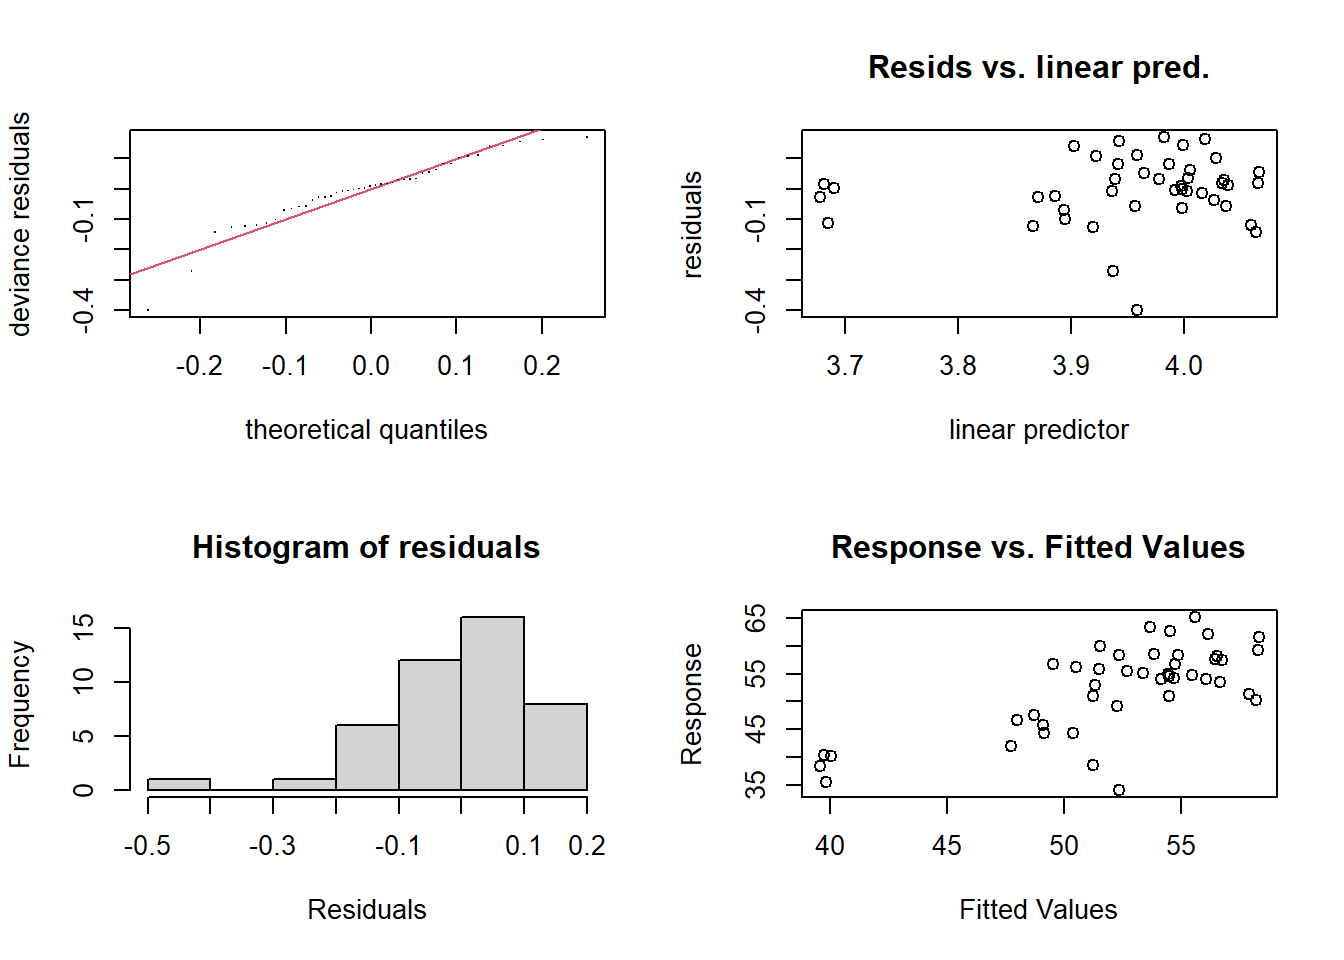 deviance residuals
-0.1
-0.4
-0.2 -0.1 0.0 0.1 0.2
theoretical quantiles
Resids vs. linear pred.
residuals
-0.1
-0.4
3.7 3.8 3.9 4.0
linear predictor
Histogram of residuals
Frequency
15
10
5
0
-0.5 -0.3 -0.1 0.1 0.2
Residuals
Response vs. Fitted Values
Response
65
55
45
35
40 45 50 55
Fitted Values